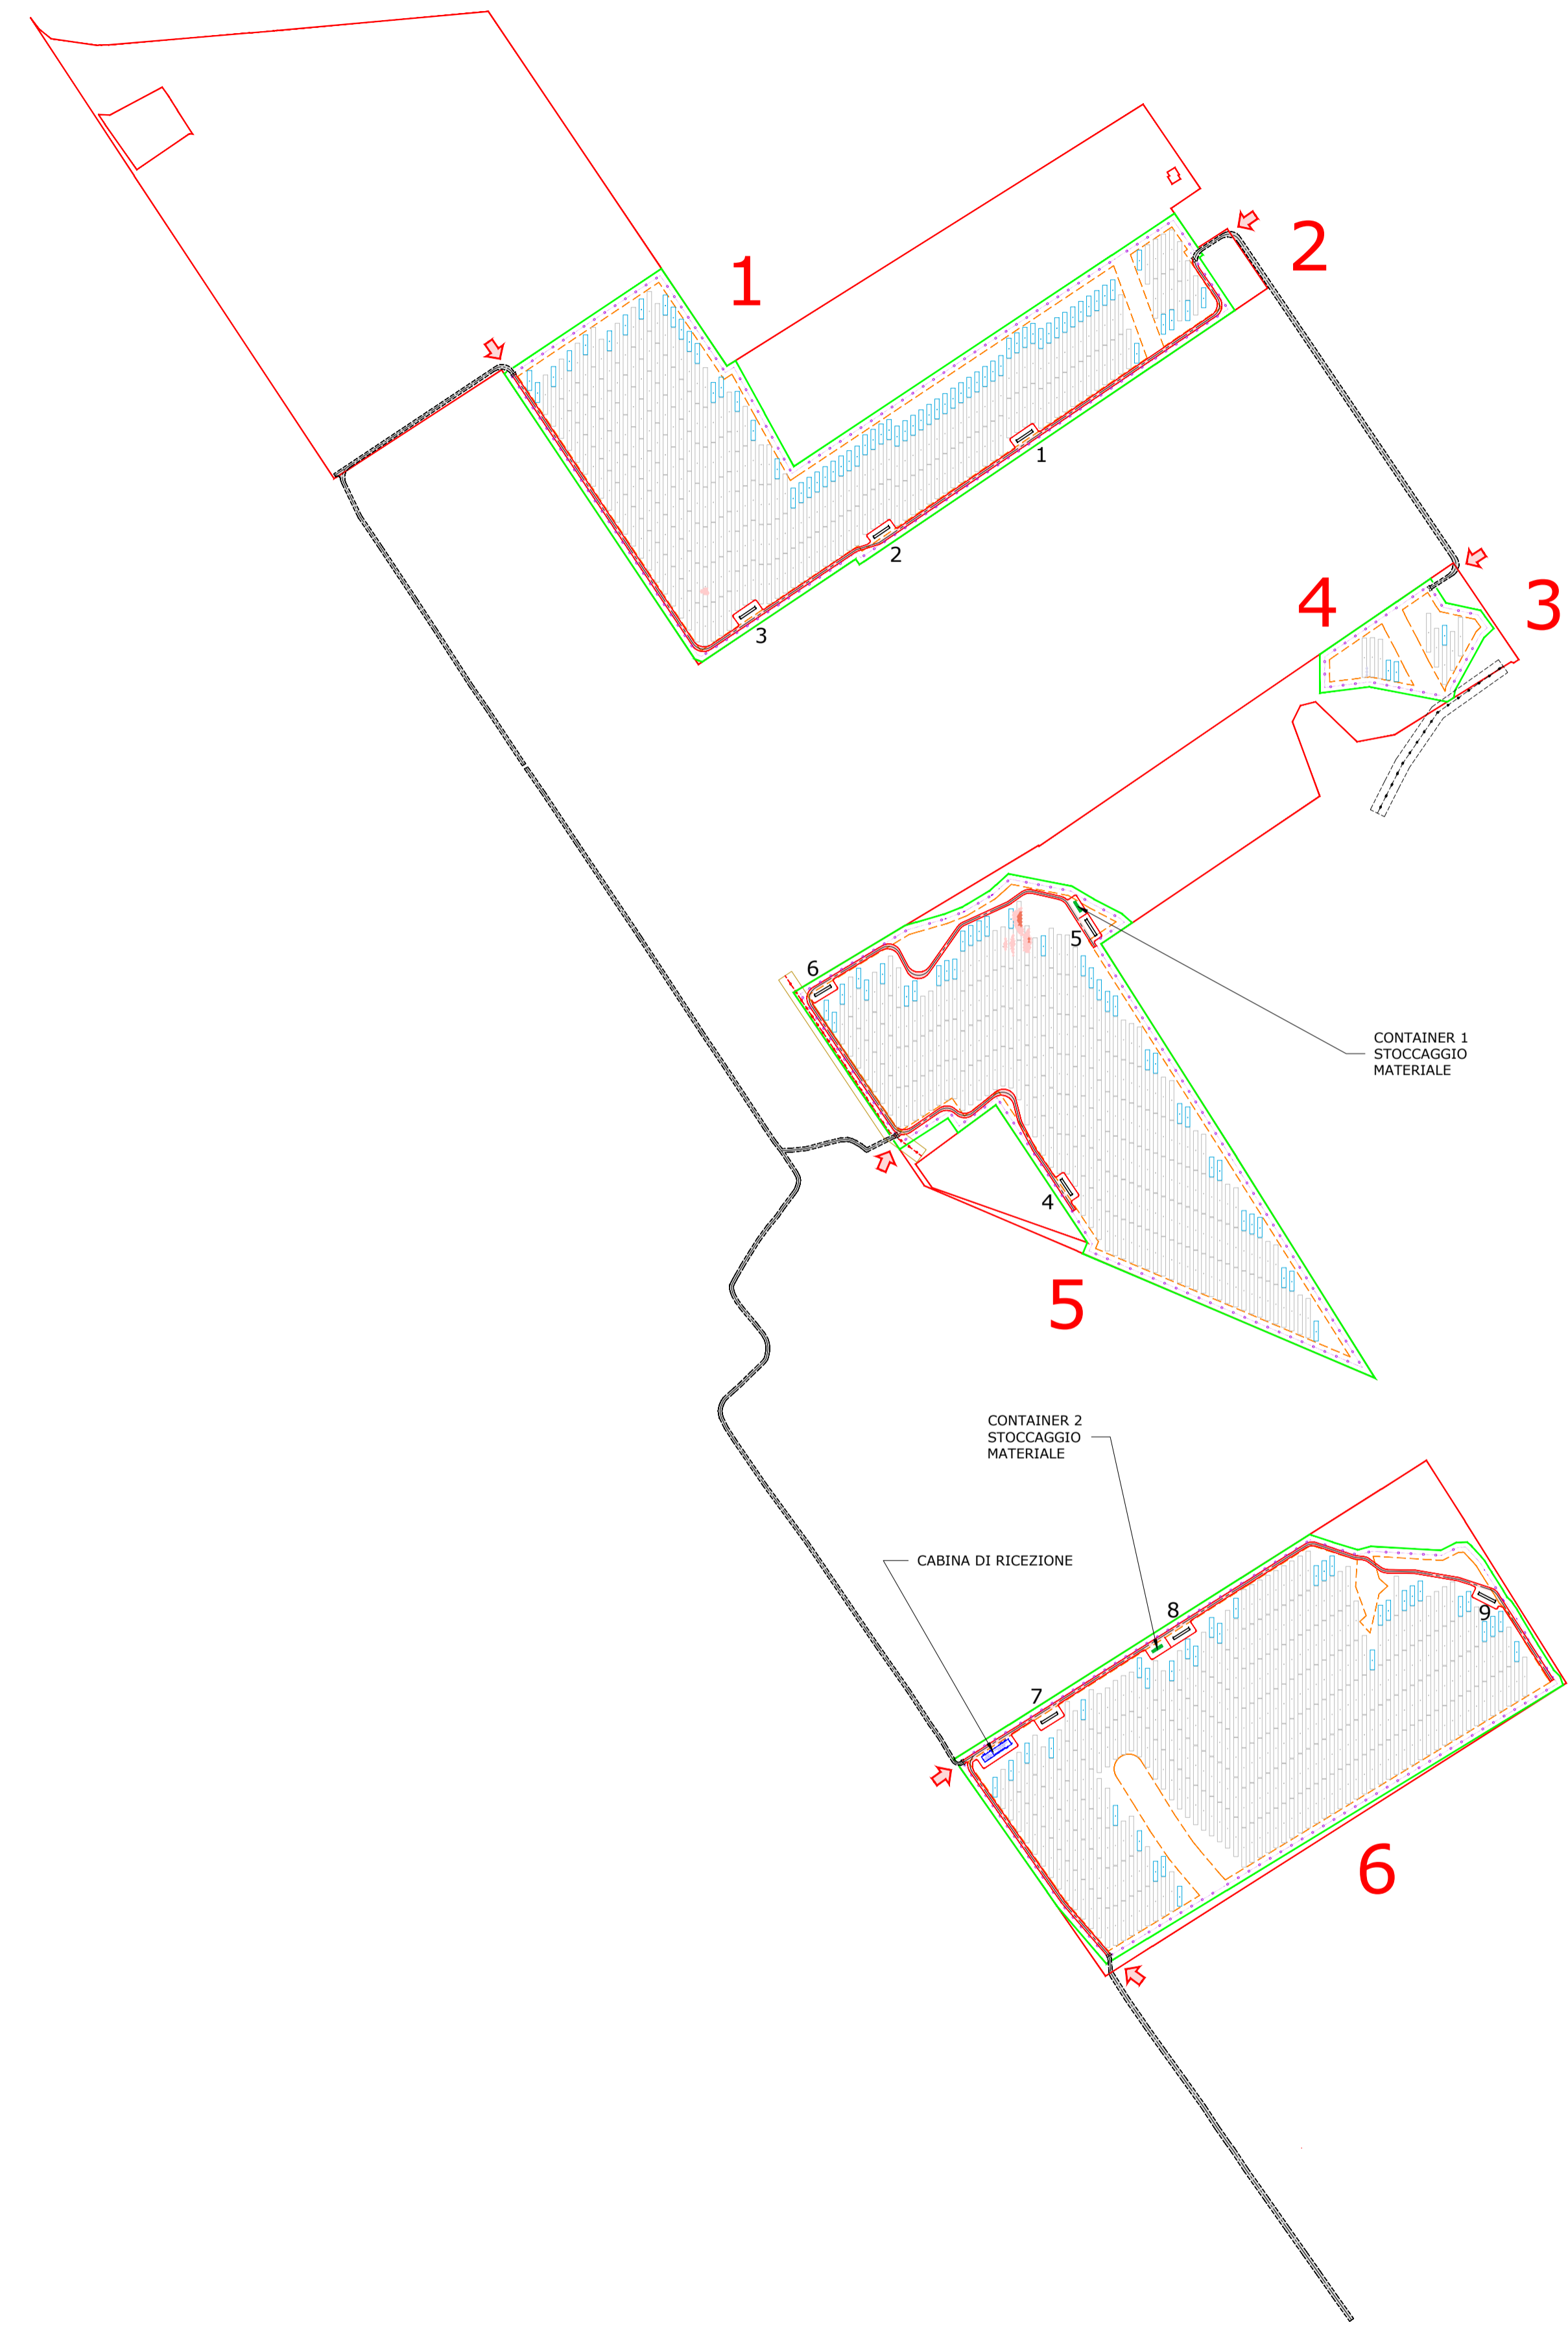 1
2
1
2
3
4
3
5
6
CONTAINER 1
STOCCAGGIO
MATERIALE
4
5
CONTAINER 2
STOCCAGGIO
MATERIALE
CABINA DI RICEZIONE
8
9
7
6